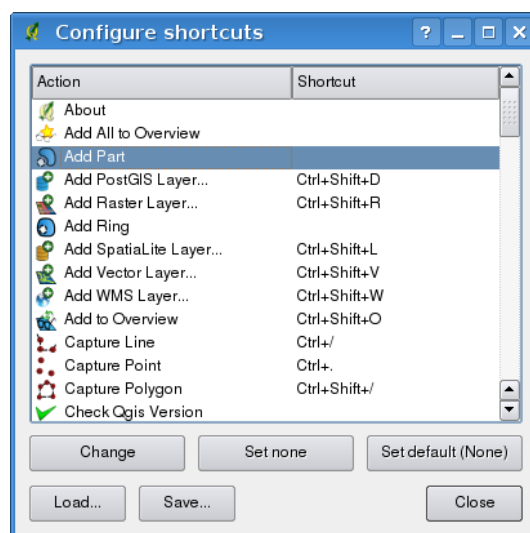 Configure shortcuts ?
Action Shortcut
About
Add All to Overview
Add Part
Add PostGIS Layer... Ctrl+Shift+D
Add Raster Layer... Ctrl+Shift+R
Add Ring
Add SpatiaLite Layer... Ctrl+Shift+L
Add Vector Layer... Ctrl+Shift+V
Add WMS Layer... Ctrl+Shift+W
Add to Overview Ctrl+Shift+O
Capture Line Ctrl+/
Capture Point Ctrl+.
Capture Polygon Ctrl+Shift+/
Check Qgis Version
Change Set none Set default (None)
Load... Save... Close